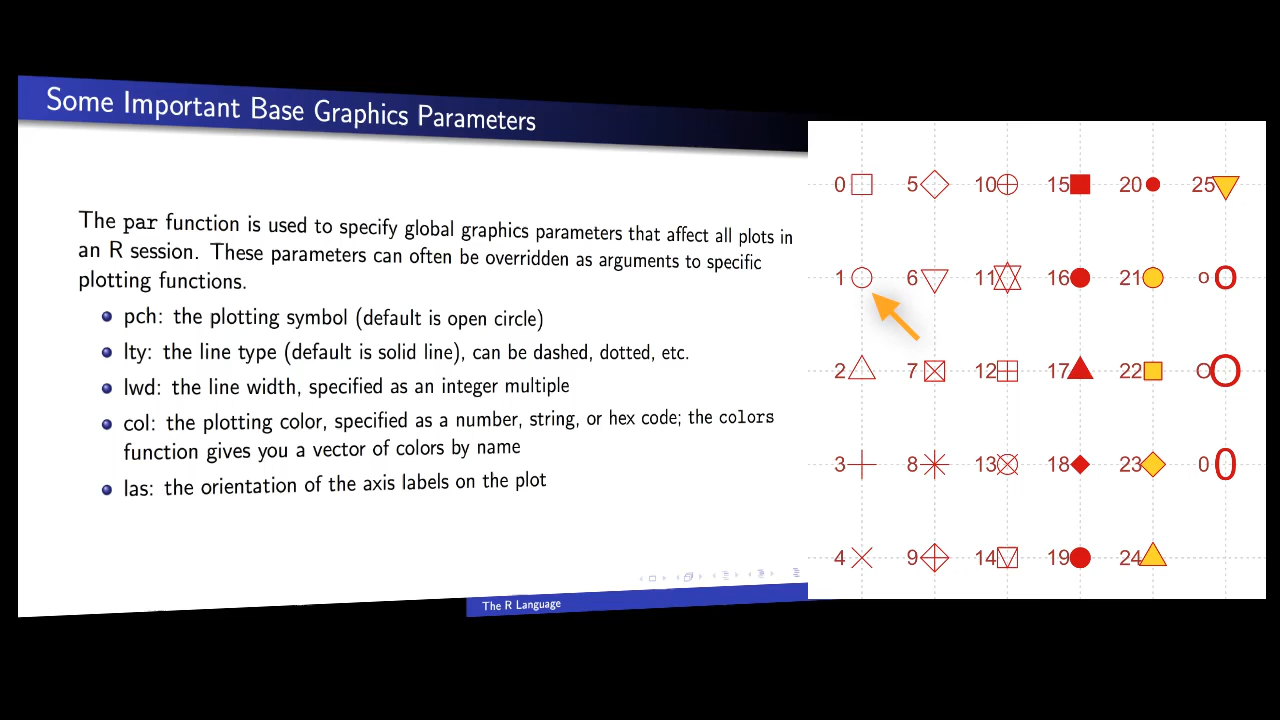 Some Important Base Graphics Parameters
The par function is used to specify global graphics parameters that affect all plots in
an R session. These parameters can often be overridden as arguments to specific
plotting functions.
pch: the plotting symbol (default is open circle)
lty: the line type (default is solid line), can be dashed, dotted, etc.
lwd: the line width, specified as an integer multiple
col: the plotting color, specified as a number, string, or hex code; the colors
function gives you a vector of colors by name
las: the orientation of the axis labels on the plot
The R Language
0 5 10 15 20 25
1 6 11 16 21 o o
2 7 12 17 22 O O
3 8 13 18 23 0 0
4 9 14 19 24